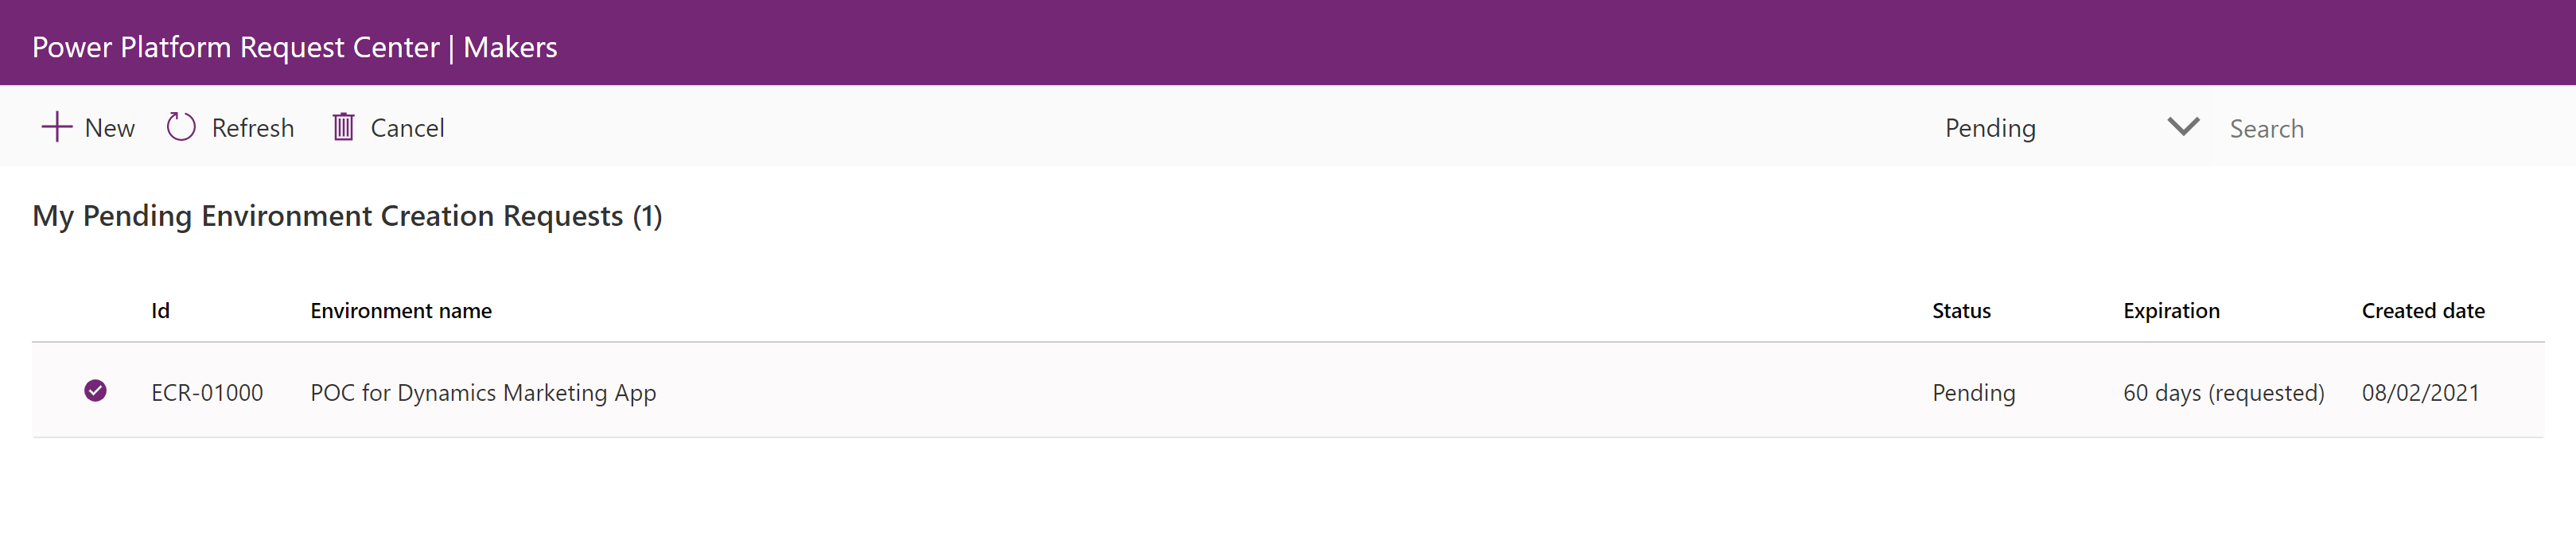 Power Platform Request Center | Makers
New Refresh Cancel Pending Search
My Pending Environment Creation Requests (1)
Id Environment name Status Expiration Created date
ECR-01000 POC for Dynamics Marketing App Pending 60 days (requested) 08/02/2021